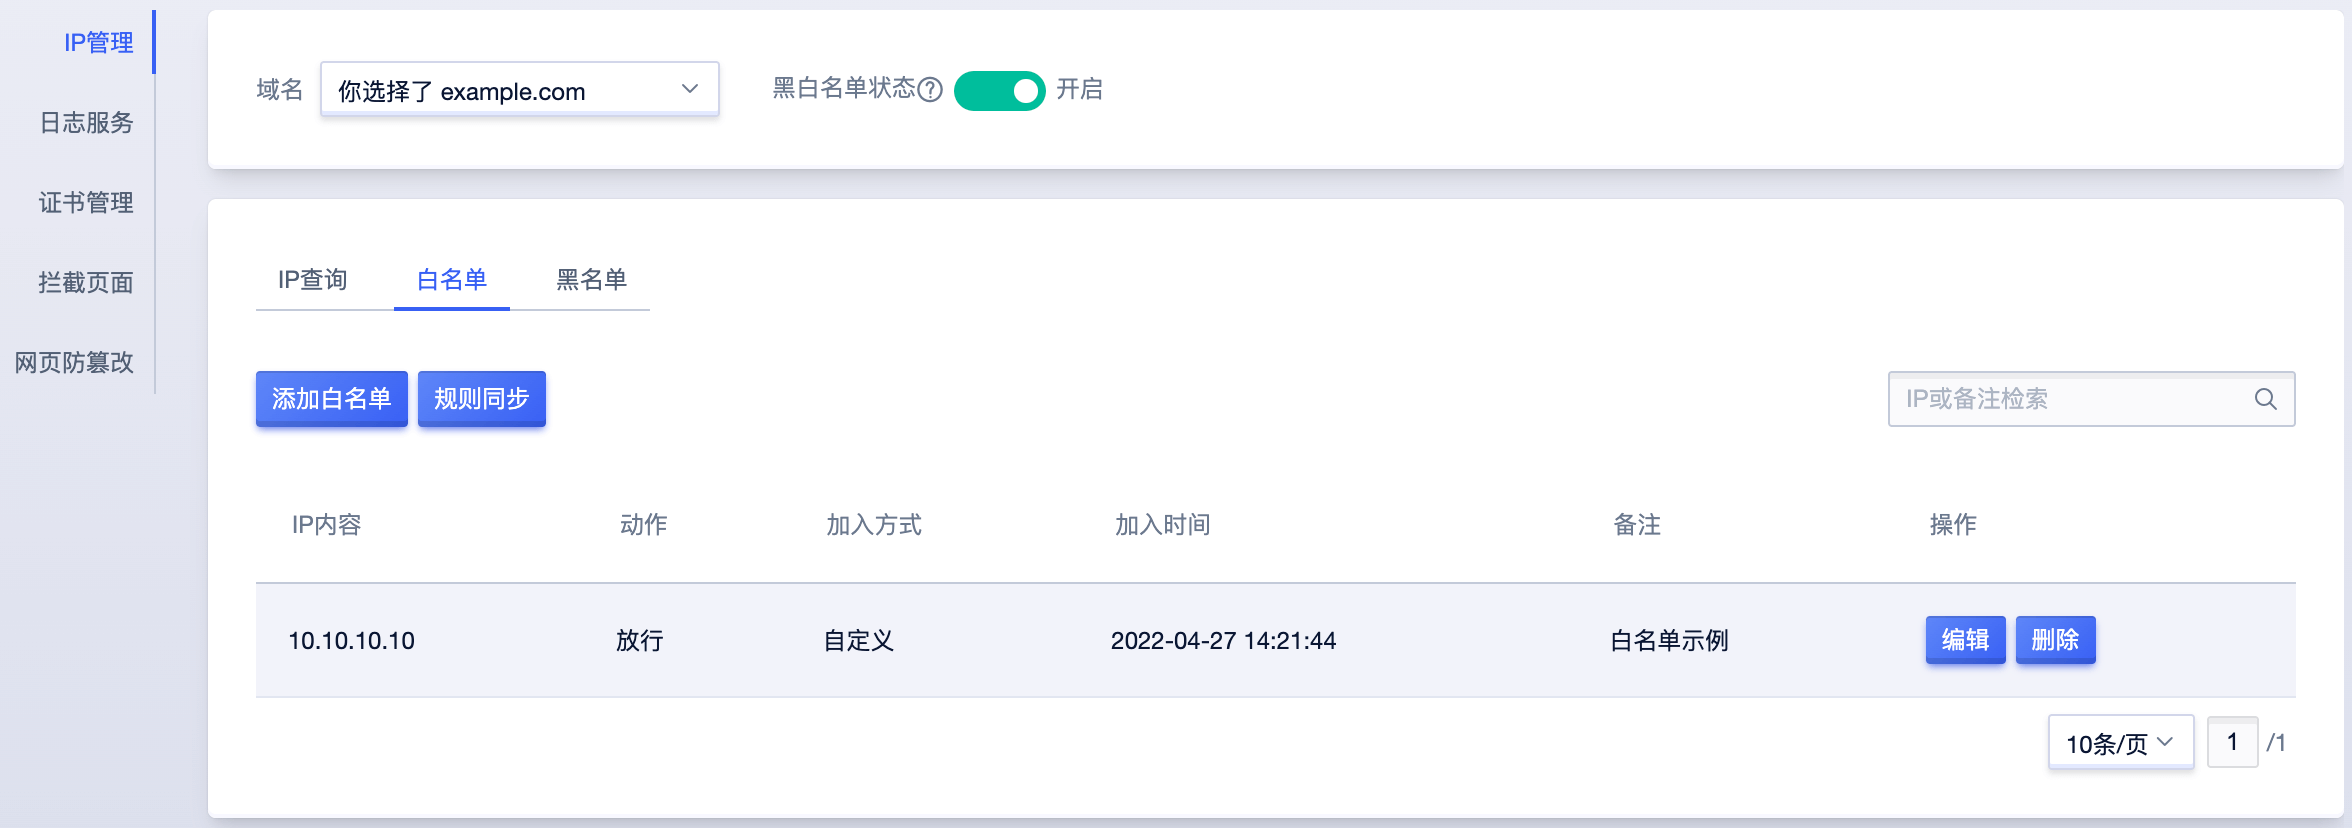 IP管理
日志服务
证书管理
拦截页面
网页防篡改
域名 你选择了 example.com 黑白名单状态? 开启
IP查询 白名单 黑名单
添加白名单 规则同步 IP或备注检索
IP内容 动作 加入方式 加入时间 备注 操作
10.10.10.10 放行 自定义 2022-04-27 14:21:44 白名单示例 编辑 删除
10条/页 1 /1